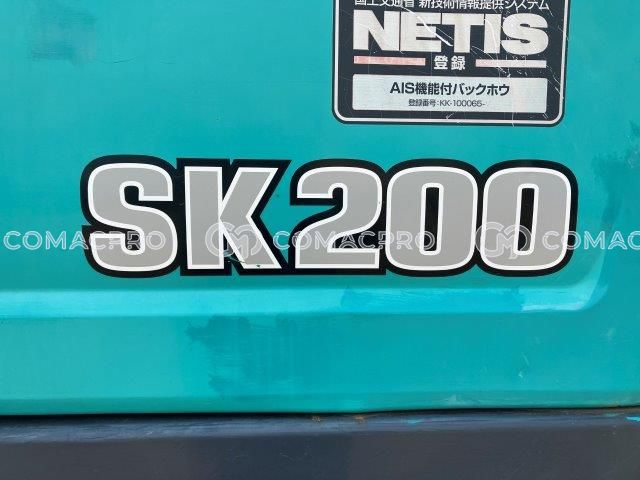 国土交通省 新技術情報提供システム
NETIS
登録
AIS機能付バックホウ
登録番号:KK-100065-
SK200
COMACPRO COMACPRO COMACPRO